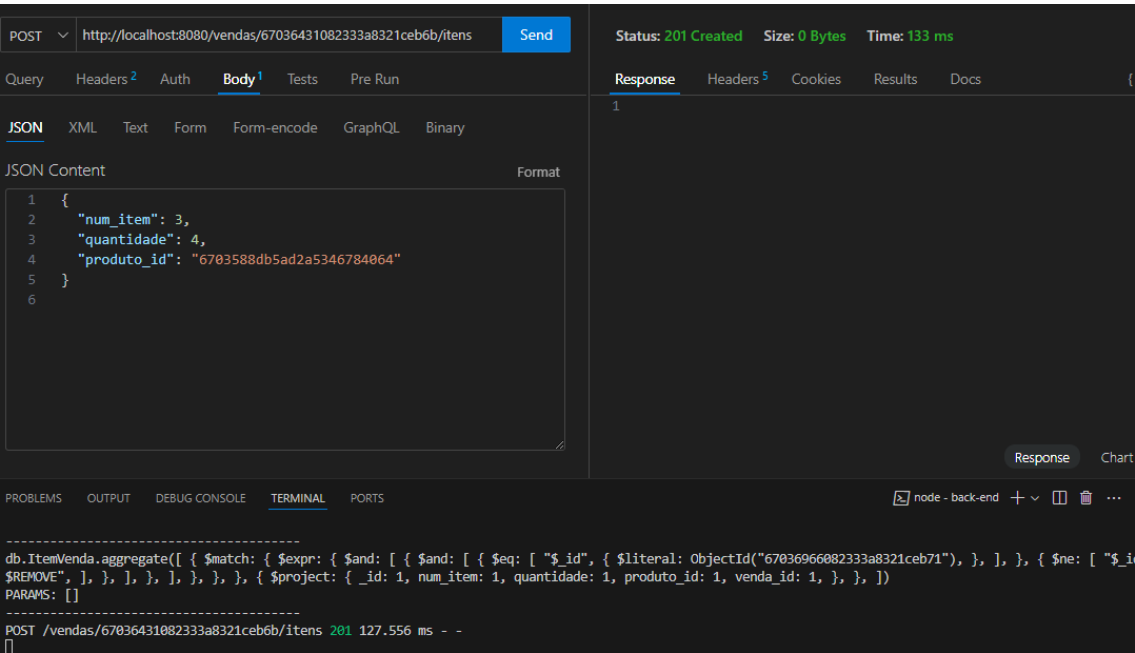 POST http://localhost:8080/vendas/67036431082333a8321ceb6b/itens Send
Query Headers 2 Auth Body 1 Tests Pre Run
JSON XML Text Form Form-encode GraphQL Binary
JSON Content Format
1 {
2 "num_item": 3,
3 "quantidade": 4,
4 "produto_id": "6703588db5ad2a5346784064"
5 }
6
Status: 201 Created Size: 0 Bytes Time: 133 ms
Response Headers 5 Cookies Results Docs {
1
Response Chart
PROBLEMS OUTPUT DEBUG CONSOLE TERMINAL PORTS node - back-end
----------------------------------------
db.ItemVenda.aggregate([ { $match: { $expr: { $and: [ { $and: [ { $eq: [ "$_id", { $literal: ObjectId("67036966082333a8321ceb71"), }, ], }, { $ne: [ "$_id
$REMOVE", ], }, ], }, ], }, }, }, { $project: { _id: 1, num_item: 1, quantidade: 1, produto_id: 1, venda_id: 1, }, }, ])
PARAMS: []
----------------------------------------
POST /vendas/67036431082333a8321ceb6b/itens 201 127.556 ms - -